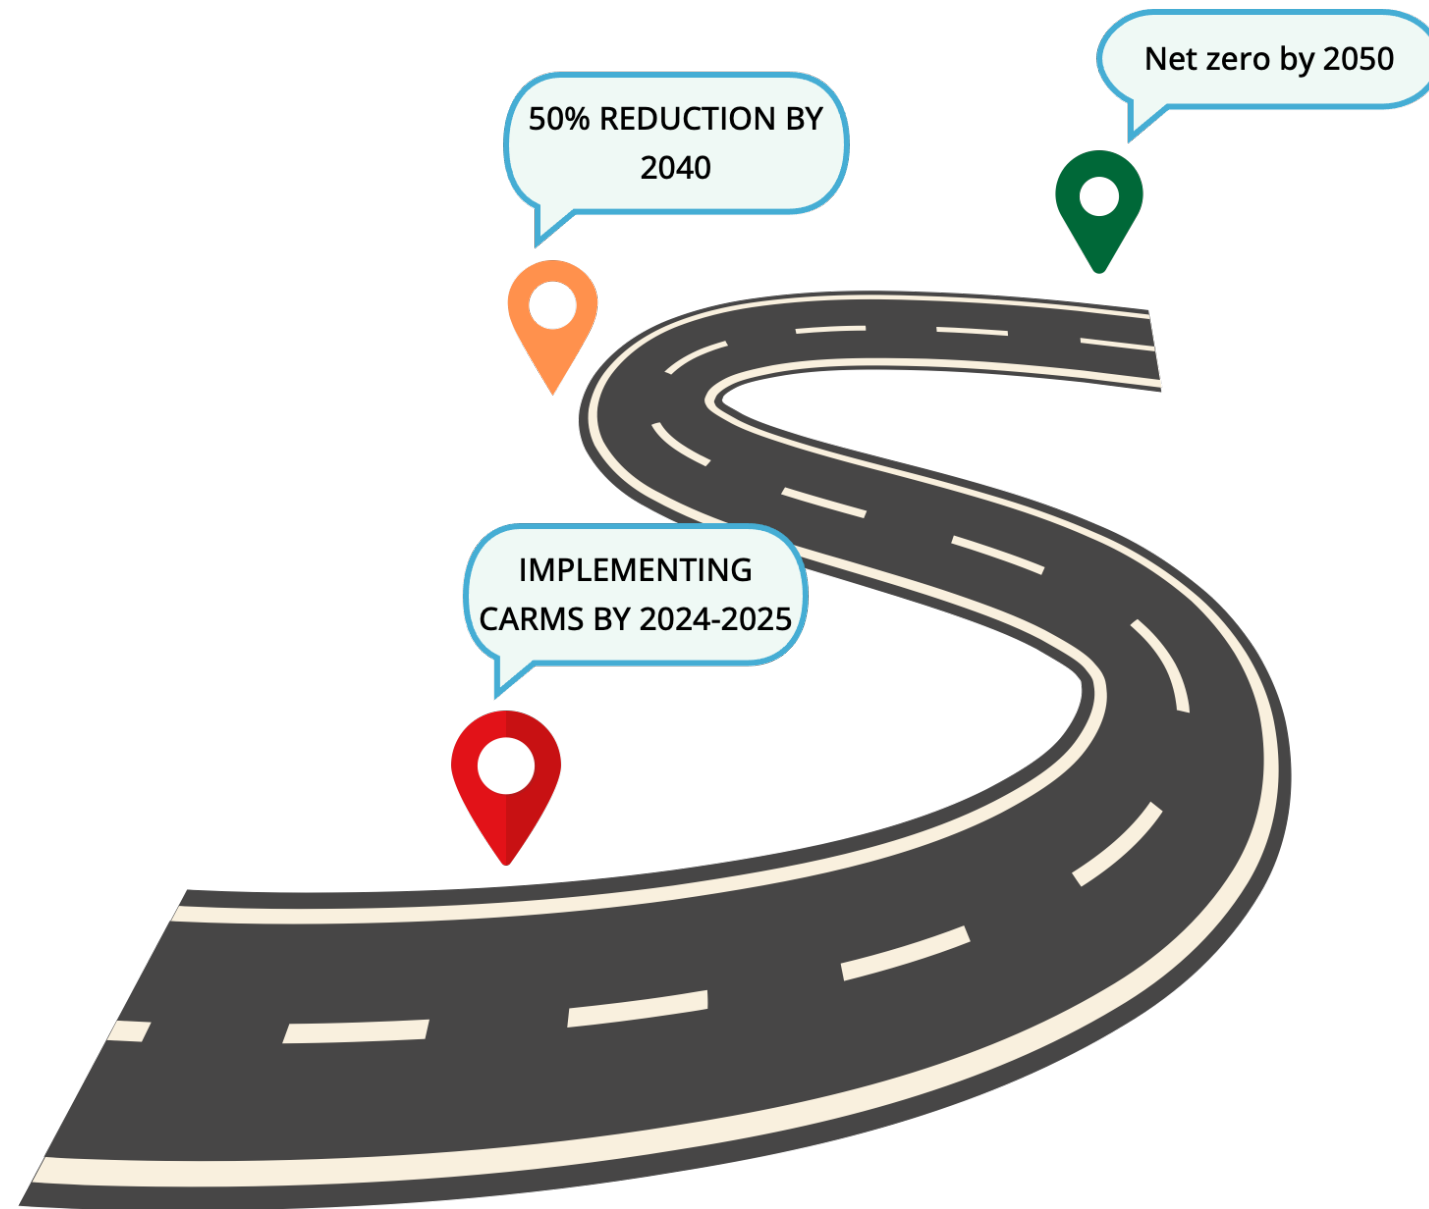 Net zero by 2050
50% REDUCTION BY
2040
IMPLEMENTING
CARMS BY 2024-2025